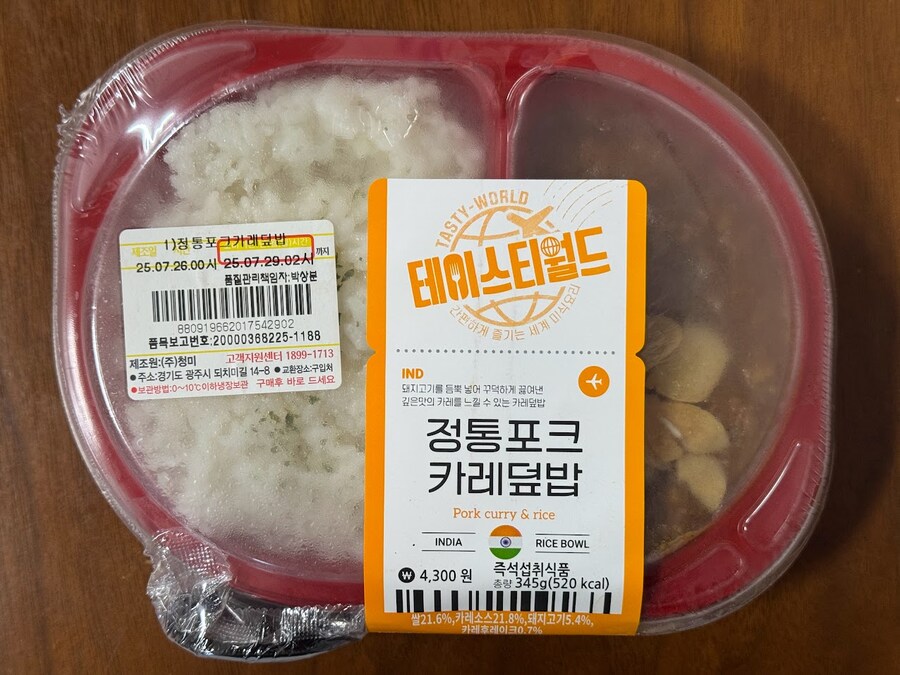 제조일
I)정통포크카레덮밥
25.07.26.00시 25.07.29.02시 까지
품질관리책임자:박상분
880919662017542902
품목보고번호:20000368225-1188
제조원:(주)청미 고객지원센터 1899-1713
●주소:경기도 광주시 되치미길 14-8 ●교환장소:구입처
●보관방법:0~10℃이하냉장보관 구매후 바로 드세요
TASTY-WORLD
테이스티월드
간편하게 즐기는 세계 미식요리
IND
돼지고기를 듬뿍 넣어 꾸덕하게 끓여낸
깊은맛의 카레를 느낄 수 있는 카레덮밥
정통포크
카레덮밥
Pork curry & rice
INDIA RICE BOWL
₩ 4,300 원 즉석섭취식품
총량 345g(520 kcal)
쌀21.6%,카레소스21.8%,돼지고기5.4%,
카레후레이크0.7%